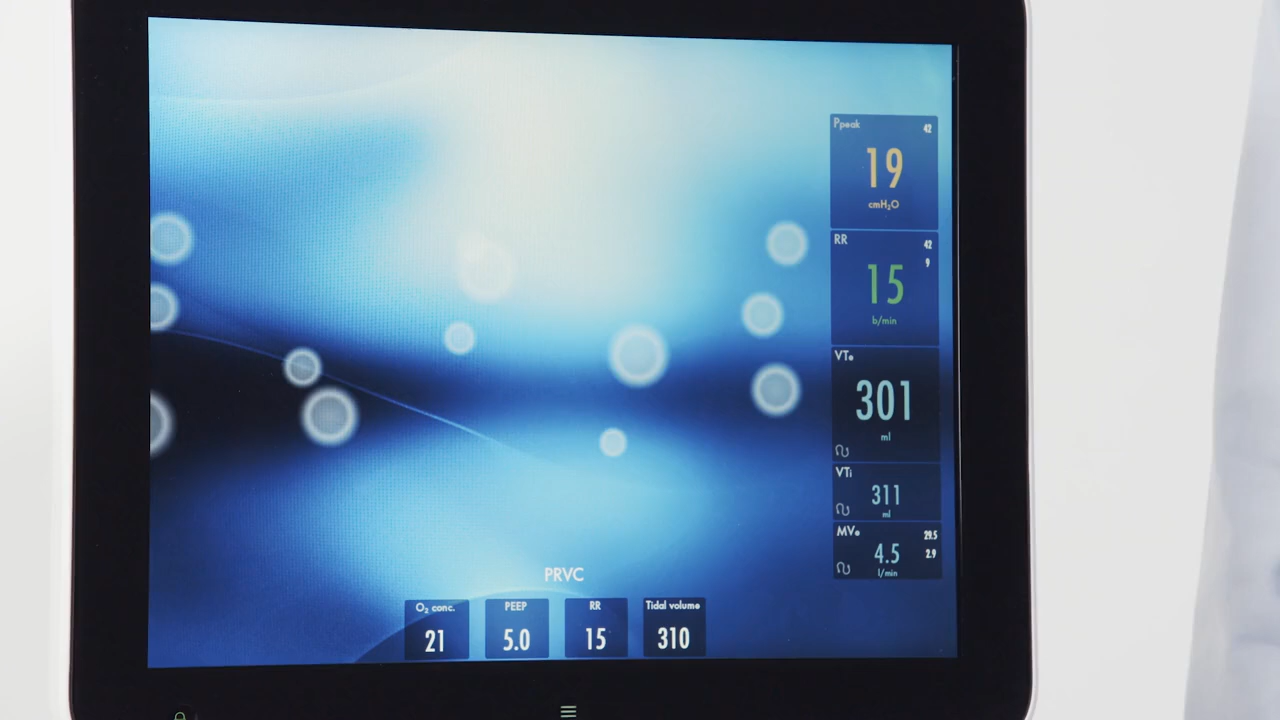 Ppeak 42
19
cmH₂O
RR 42
9
15
b/min
VTe
301
ml
VTi
311
ml
MVe 29.5
2.9
4.5
l/min
PRVC
O₂ conc. PEEP RR Tidal volume
21 5.0 15 310